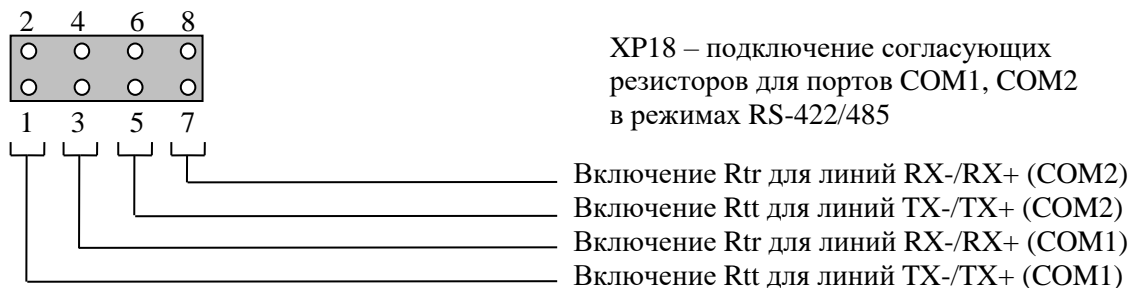 2 4 6 8
XP18 – подключение согласующих
резисторов для портов COM1, COM2
в режимах RS-422/485
1 3 5 7
Включение Rtr для линий RX-/RX+ (COM2)
Включение Rtt для линий TX-/TX+ (COM2)
Включение Rtr для линий RX-/RX+ (COM1)
Включение Rtt для линий TX-/TX+ (COM1)